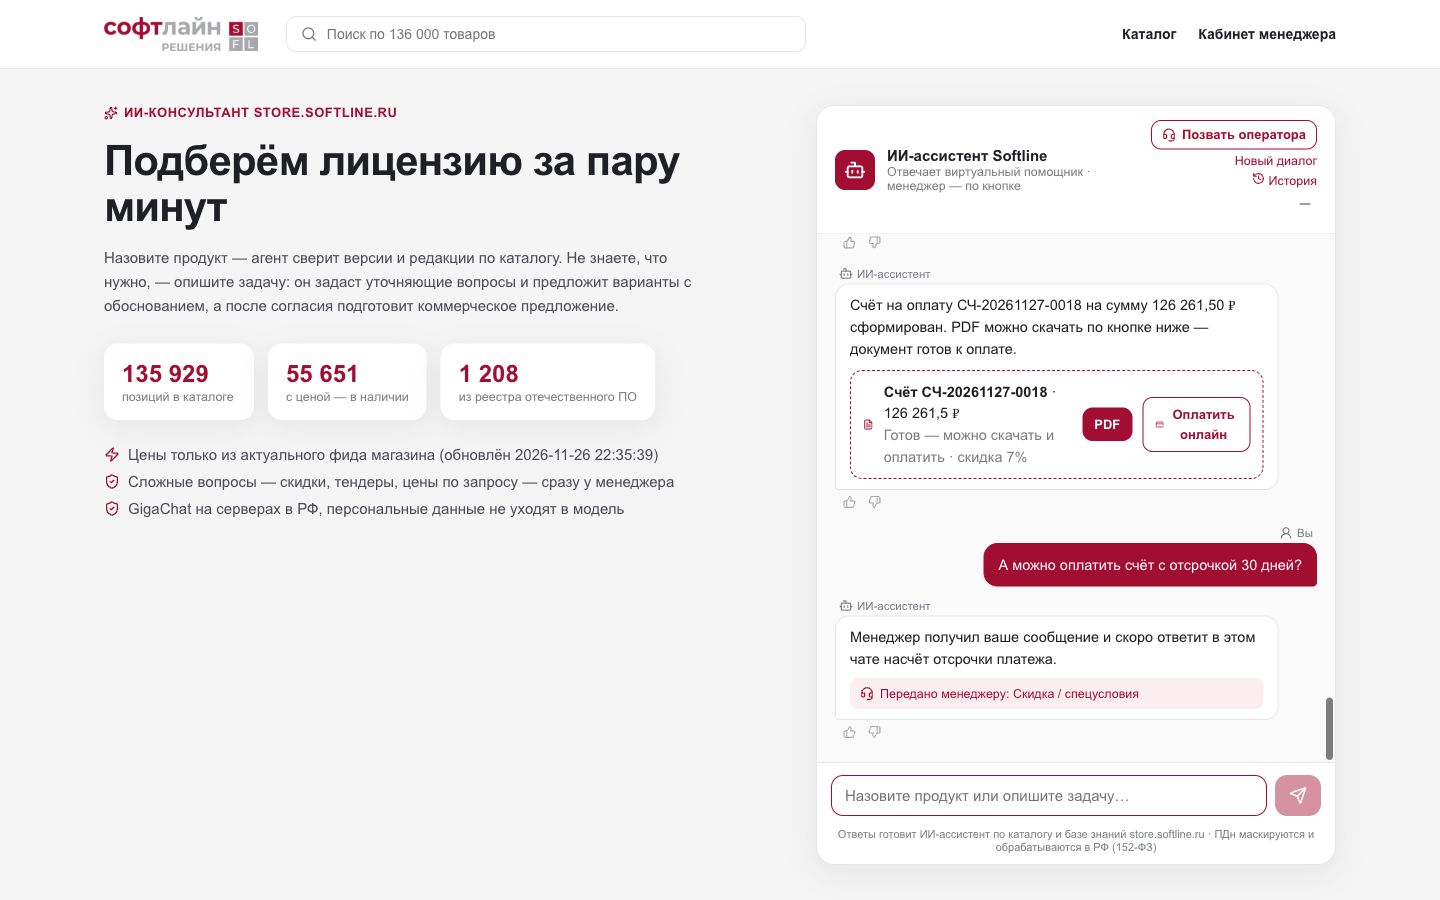 софтлайн
РЕШЕНИЯ
SO
FL
Поиск по 136 000 товаров
Каталог
Кабинет менеджера
ИИ-КОНСУЛЬТАНТ STORE.SOFTLINE.RU
Подберём лицензию за пару
минут
Назовите продукт — агент сверит версии и редакции по каталогу. Не знаете, что
нужно, — опишите задачу: он задаст уточняющие вопросы и предложит варианты с
обоснованием, а после согласия подготовит коммерческое предложение.
135 929
позиций в каталоге
55 651
с ценой — в наличии
1 208
из реестра отечественного ПО
Цены только из актуального фида магазина (обновлён 2026-11-26 22:35:39)
Сложные вопросы — скидки, тендеры, цены по запросу — сразу у менеджера
GigaChat на серверах в РФ, персональные данные не уходят в модель
ИИ-ассистент Softline
Отвечает виртуальный помощник ·
менеджер — по кнопке
Позвать оператора
Новый диалог
История
—
ИИ-ассистент
Счёт на оплату СЧ-20261127-0018 на сумму 126 261,50 ₽
сформирован. PDF можно скачать по кнопке ниже —
документ готов к оплате.
Счёт СЧ-20261127-0018 ·
126 261,5 ₽
Готов — можно скачать и
оплатить · скидка 7%
PDF
Оплатить
онлайн
Вы
А можно оплатить счёт с отсрочкой 30 дней?
ИИ-ассистент
Менеджер получил ваше сообщение и скоро ответит в этом
чате насчёт отсрочки платежа.
Передано менеджеру: Скидка / спецусловия
Назовите продукт или опишите задачу…
Ответы готовит ИИ-ассистент по каталогу и базе знаний store.softline.ru · ПДн маскируются и
обрабатываются в РФ (152-ФЗ)